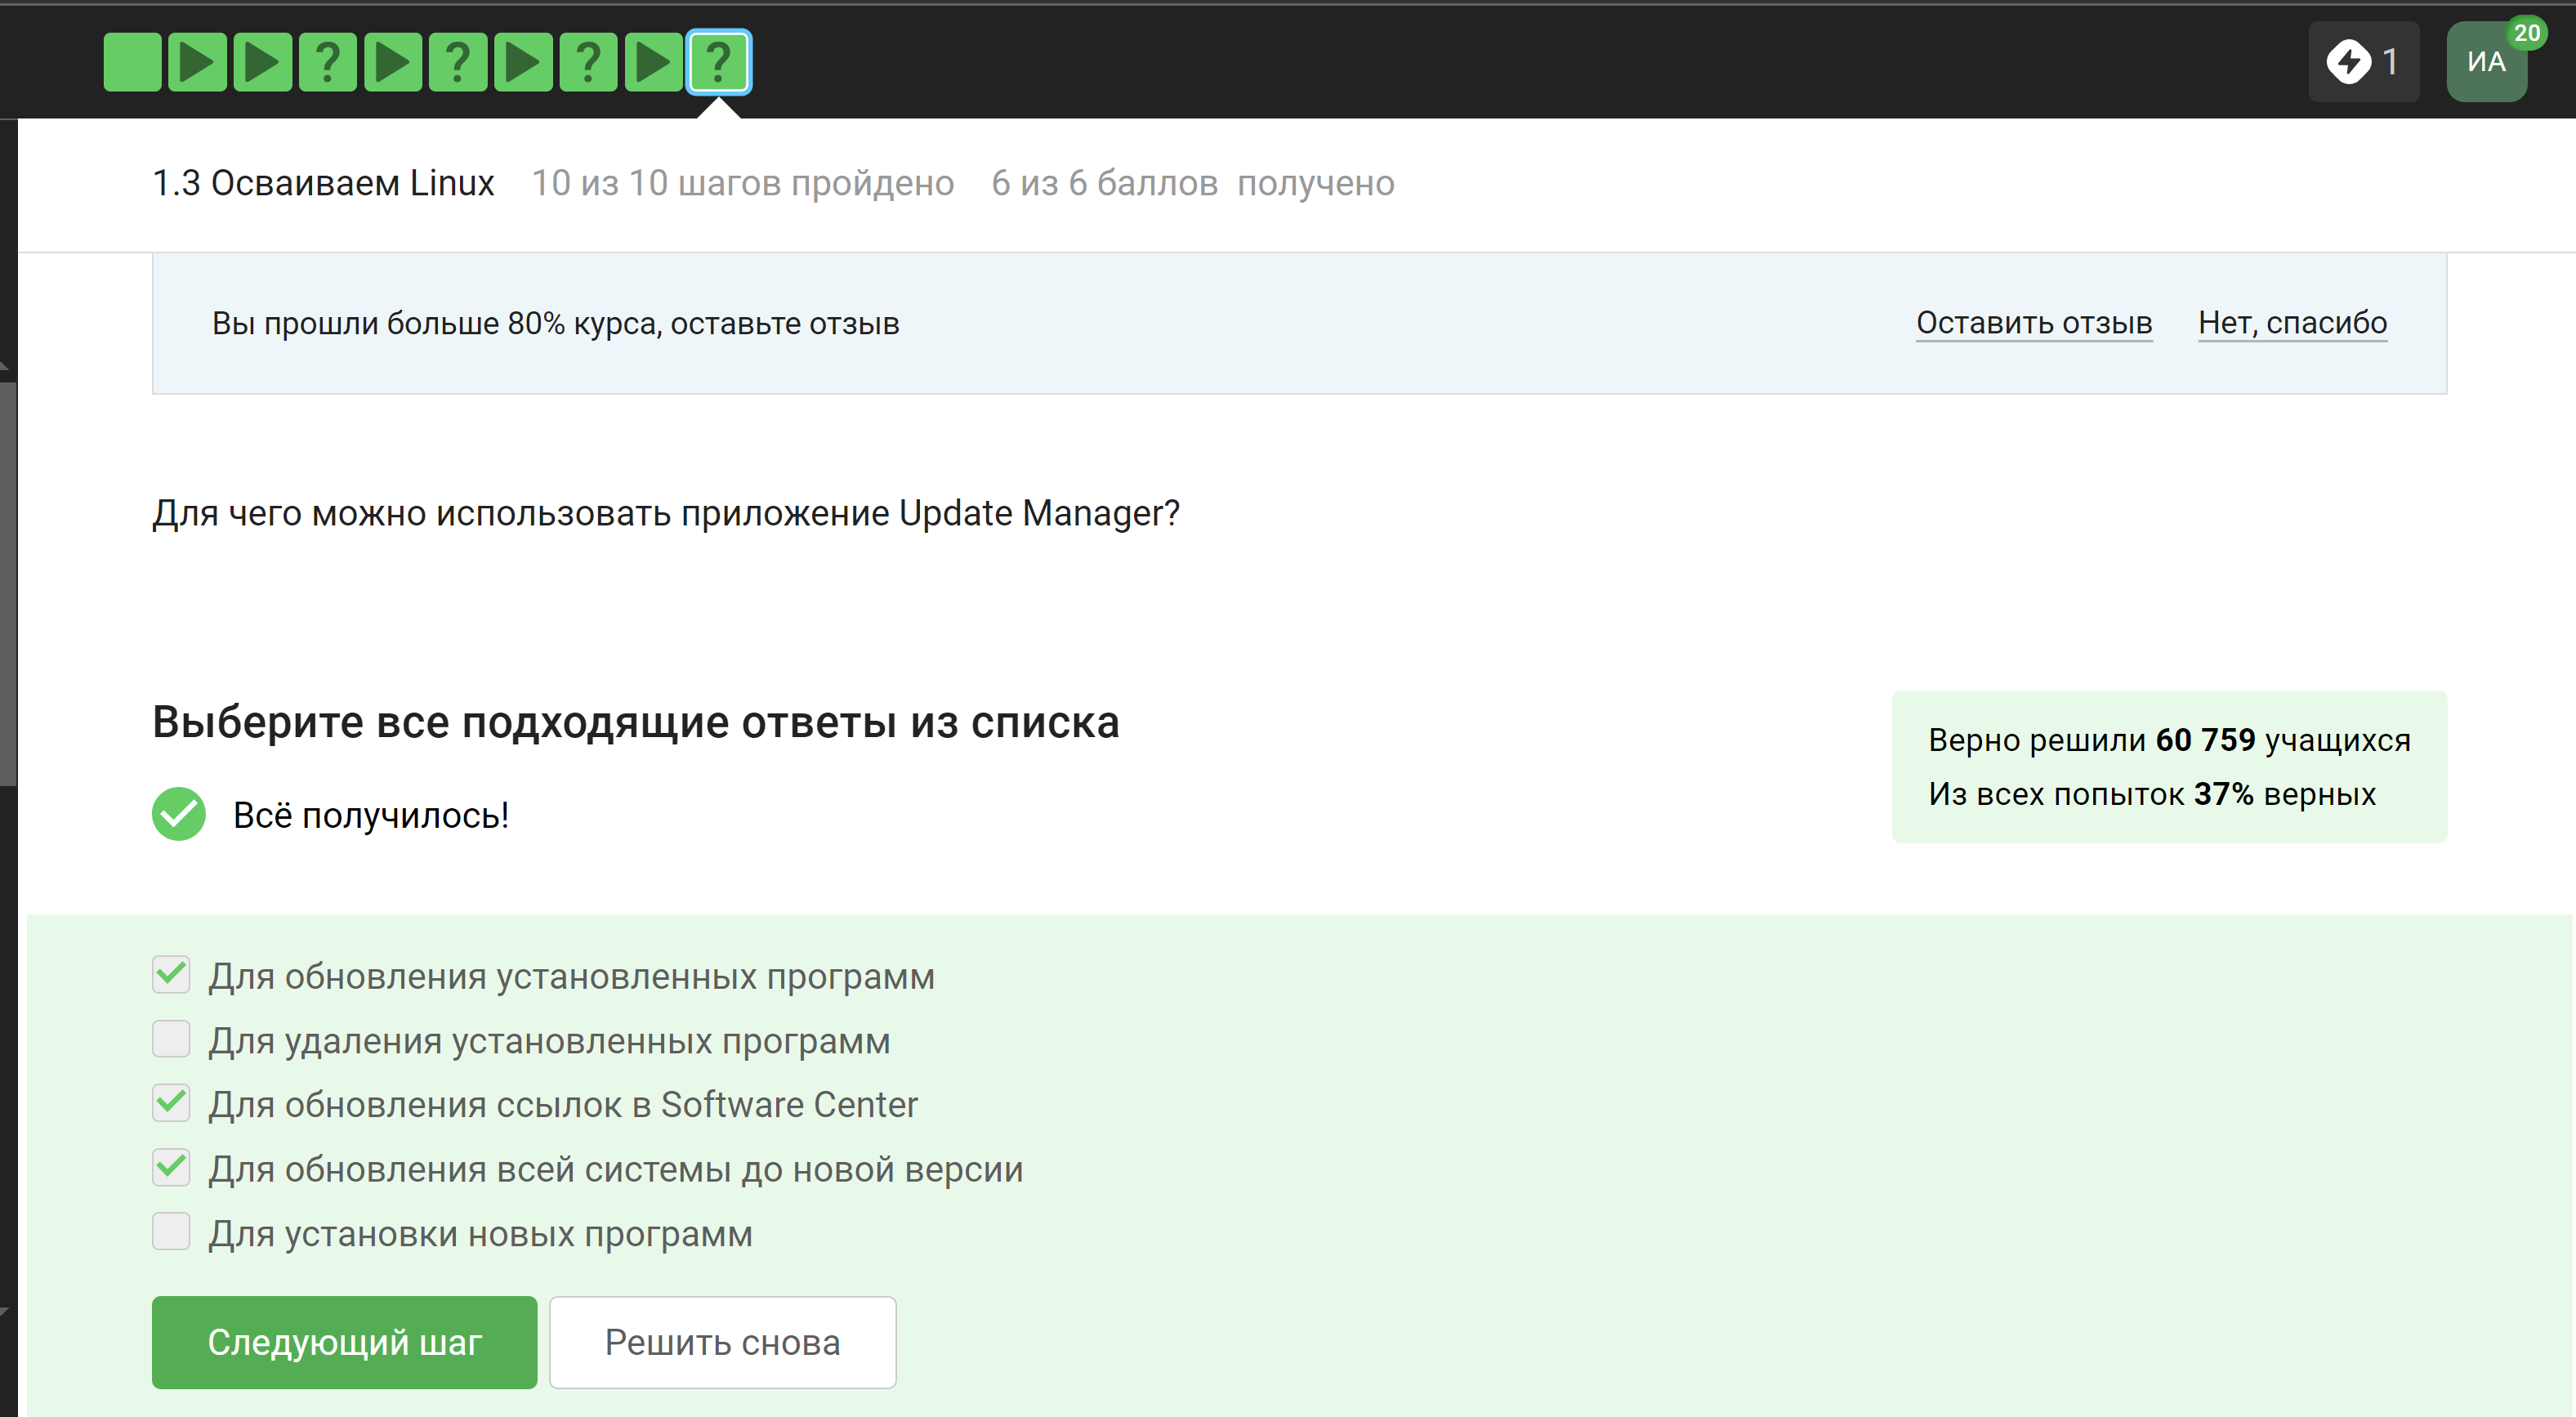 ? ? ? ?
1
ИА
20
1.3 Осваиваем Linux 10 из 10 шагов пройдено 6 из 6 баллов получено
Вы прошли больше 80% курса, оставьте отзыв Оставить отзыв Нет, спасибо
Для чего можно использовать приложение Update Manager?
Выберите все подходящие ответы из списка
Всё получилось!
Верно решили 60 759 учащихся
Из всех попыток 37% верных
Для обновления установленных программ
Для удаления установленных программ
Для обновления ссылок в Software Center
Для обновления всей системы до новой версии
Для установки новых программ
Следующий шаг Решить снова